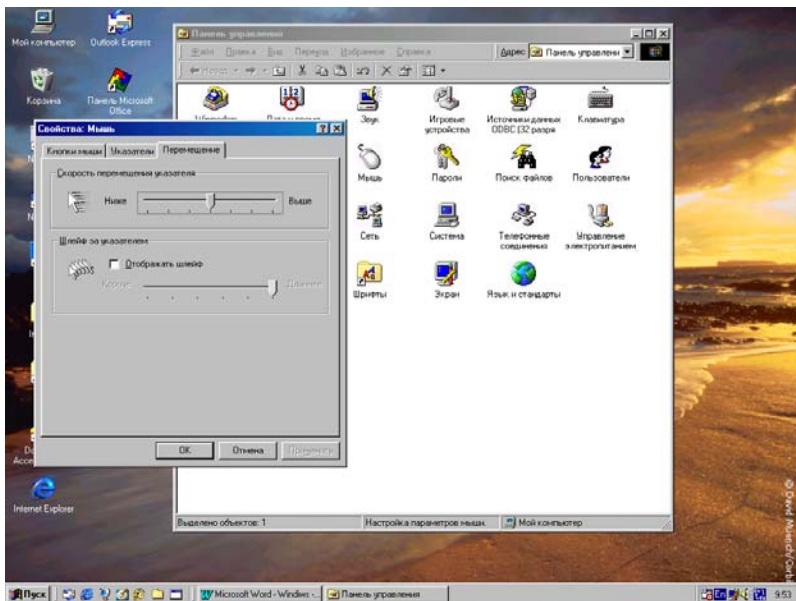 Мой компьютер
Outlook Express
Корзина
Панель Microsoft Office
Internet Explorer
Панель управления
Файл Правка Вид Переход Избранное Справка
Адрес Панель управлени
Назад
Звук
Игровые устройства
Источники данных ODBC (32 разря
Клавиатура
Мышь
Пароли
Поиск файлов
Пользователи
Сеть
Система
Телефонные соединения
Управление электропитанием
Шрифты
Экран
Язык и стандарты
Выделено объектов: 1
Настройка параметров мыши.
Мой компьютер
Свойства: Мышь
Кнопки мыши
Указатели
Перемещение
Скорость перемещения указателя
Ниже
Выше
Шлейф за указателем
Отображать шлейф
Короче
Длиннее
OK
Отмена
Применить
Пуск
Microsoft Word - Windws -...
Панель управления
En
9:53